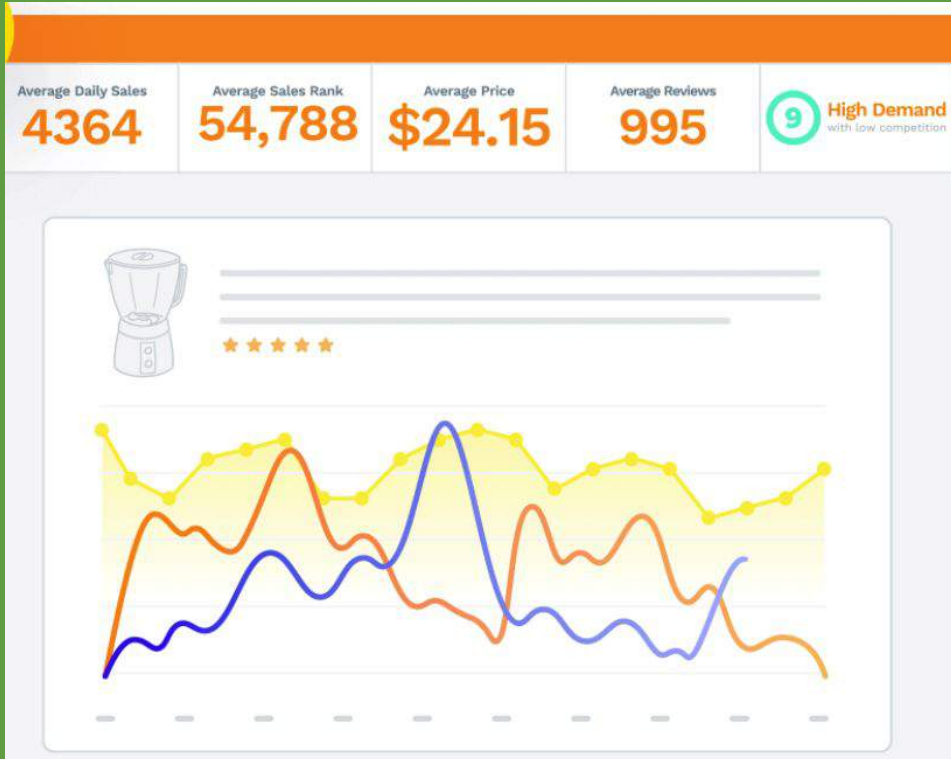 Average Daily Sales
4364
Average Sales Rank
54,788
Average Price
$24.15
Average Reviews
995
9
High Demand
with low competition